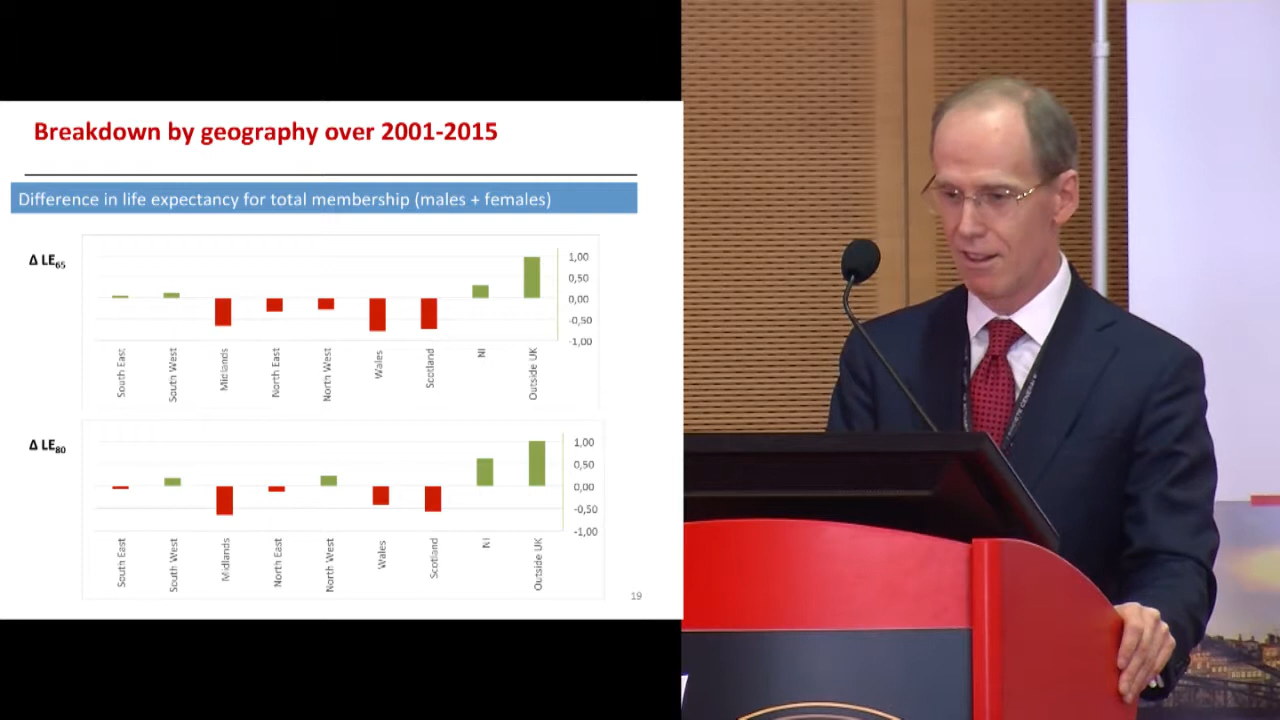 Breakdown by geography over 2001-2015
Difference in life expectancy for total membership (males + females)
Δ LE65
1,00
0,50
0,00
-0,50
-1,00
South East
South West
Midlands
North East
North West
Wales
Scotland
NI
Outside UK
Δ LE80
1,00
0,50
0,00
-0,50
-1,00
South East
South West
Midlands
North East
North West
Wales
Scotland
NI
Outside UK
19